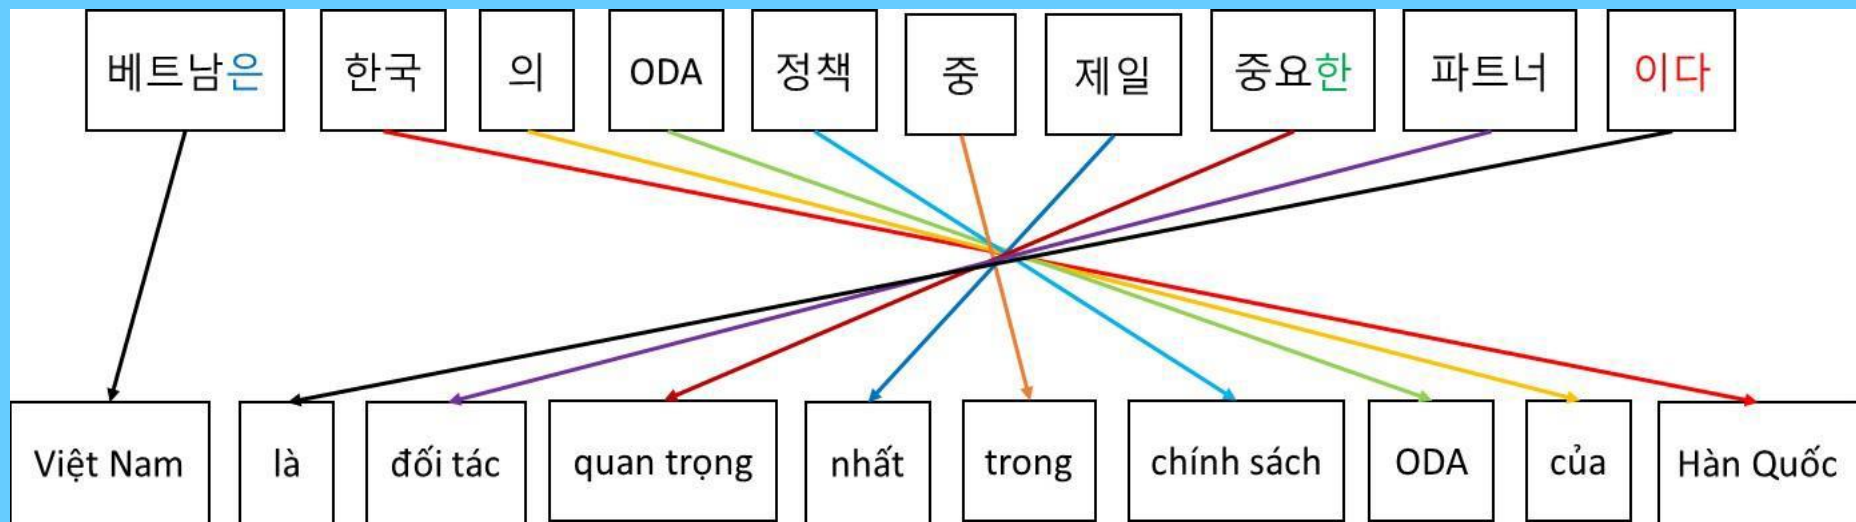 베트남은 한국 의 ODA 정책 중 제일 중요한 파트너 이다
Việt Nam là đối tác quan trọng nhất trong chính sách ODA của Hàn Quốc